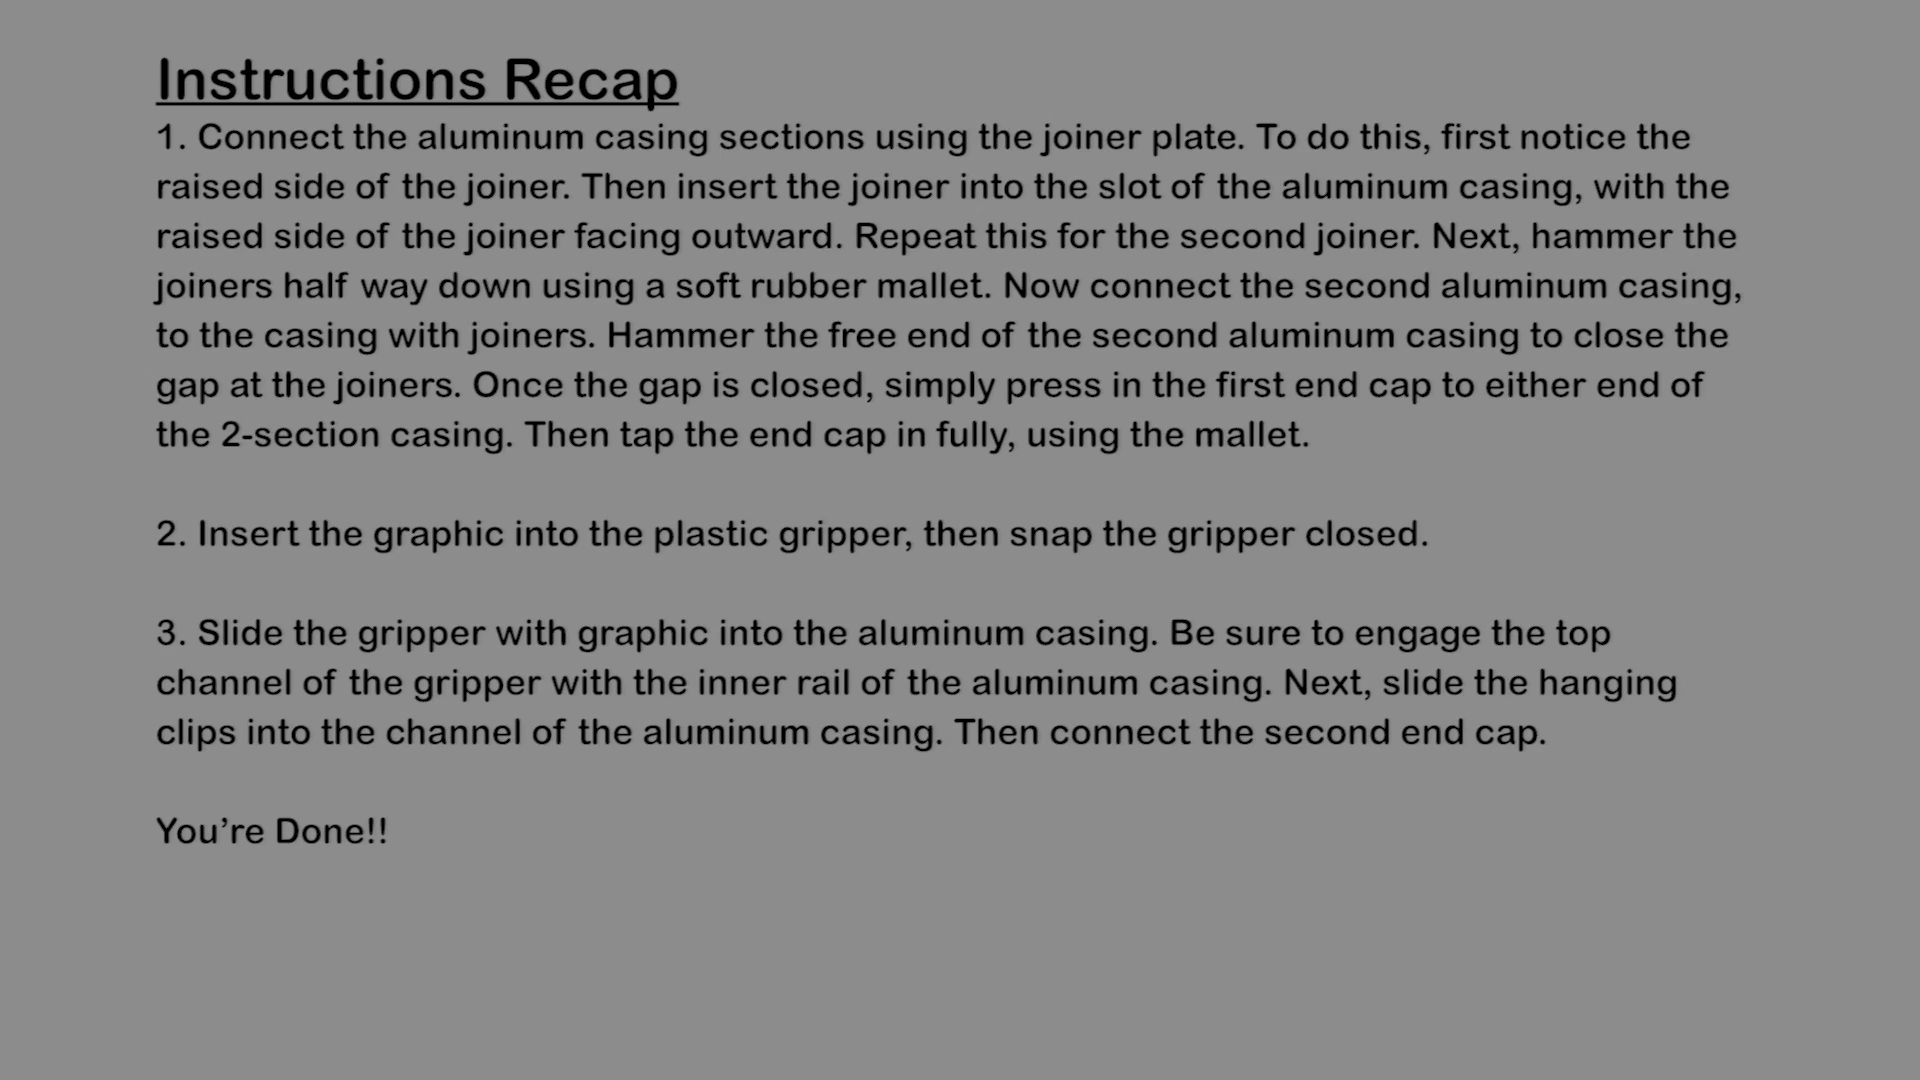 Instructions Recap
1. Connect the aluminum casing sections using the joiner plate. To do this, first notice the
raised side of the joiner. Then insert the joiner into the slot of the aluminum casing, with the
raised side of the joiner facing outward. Repeat this for the second joiner. Next, hammer the
joiners half way down using a soft rubber mallet. Now connect the second aluminum casing,
to the casing with joiners. Hammer the free end of the second aluminum casing to close the
gap at the joiners. Once the gap is closed, simply press in the first end cap to either end of
the 2-section casing. Then tap the end cap in fully, using the mallet.
2. Insert the graphic into the plastic gripper, then snap the gripper closed.
3. Slide the gripper with graphic into the aluminum casing. Be sure to engage the top
channel of the gripper with the inner rail of the aluminum casing. Next, slide the hanging
clips into the channel of the aluminum casing. Then connect the second end cap.
You’re Done!!